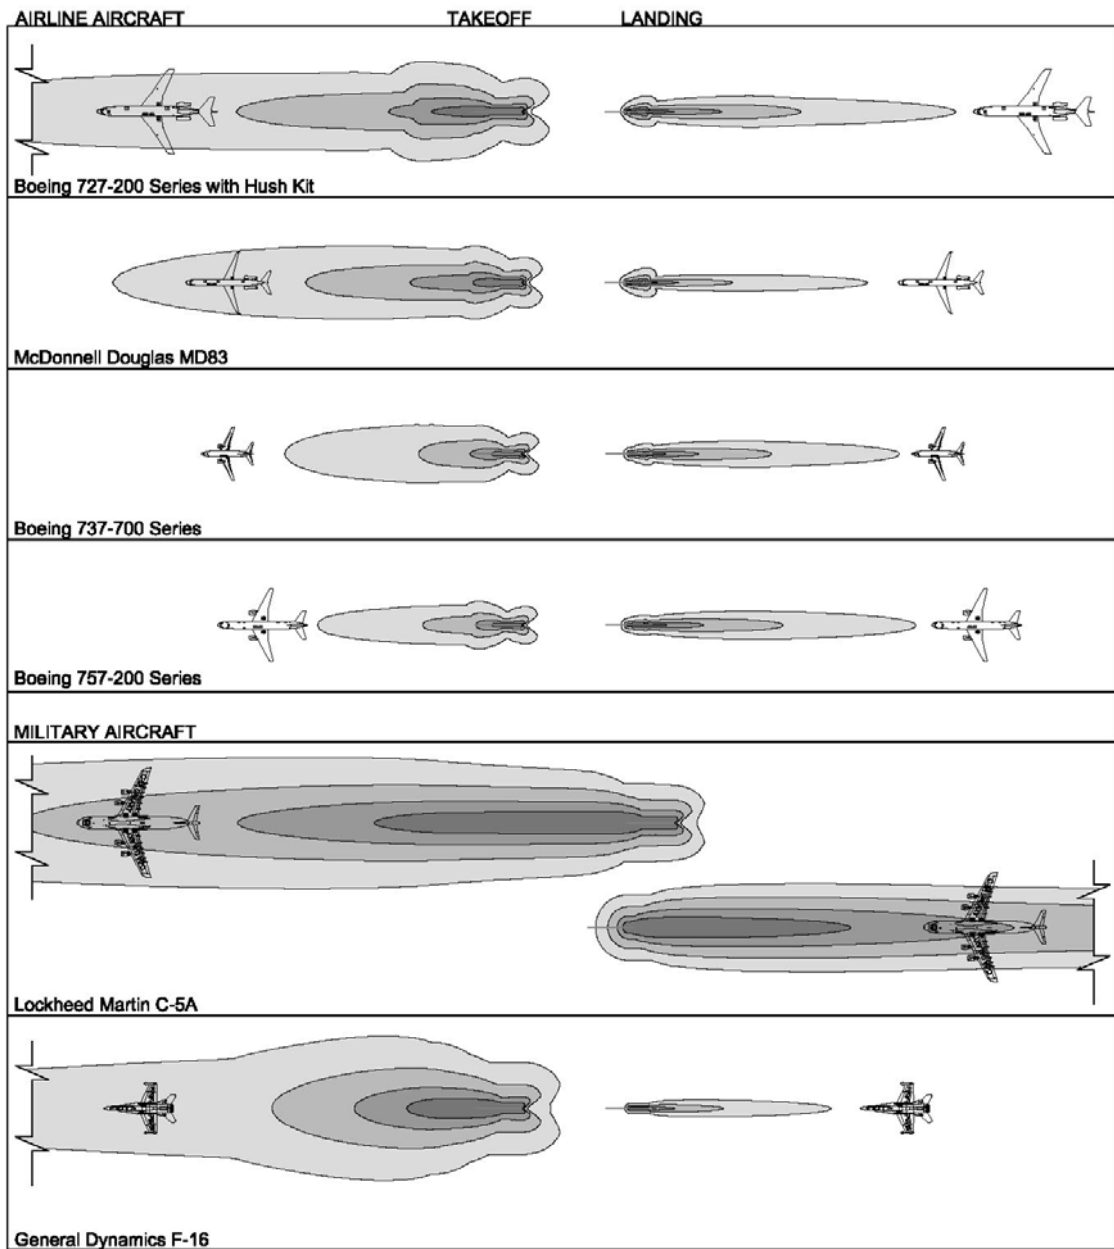 AIRLINE AIRCRAFT TAKEOFF LANDING
Boeing 727-200 Series with Hush Kit
McDonnell Douglas MD83
Boeing 737-700 Series
Boeing 757-200 Series
MILITARY AIRCRAFT
Lockheed Martin C-5A
General Dynamics F-16